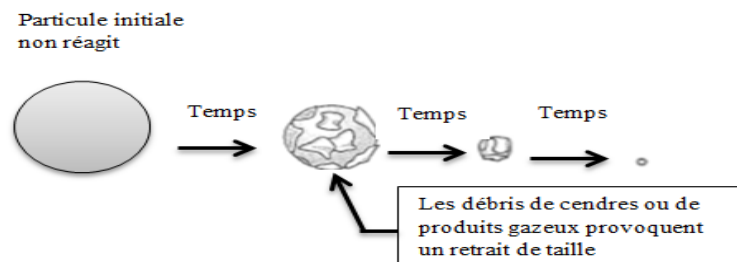 Particule initiale
non réagit
Temps
Temps
Temps
Les débris de cendres ou de
produits gazeux provoquent
un retrait de taille